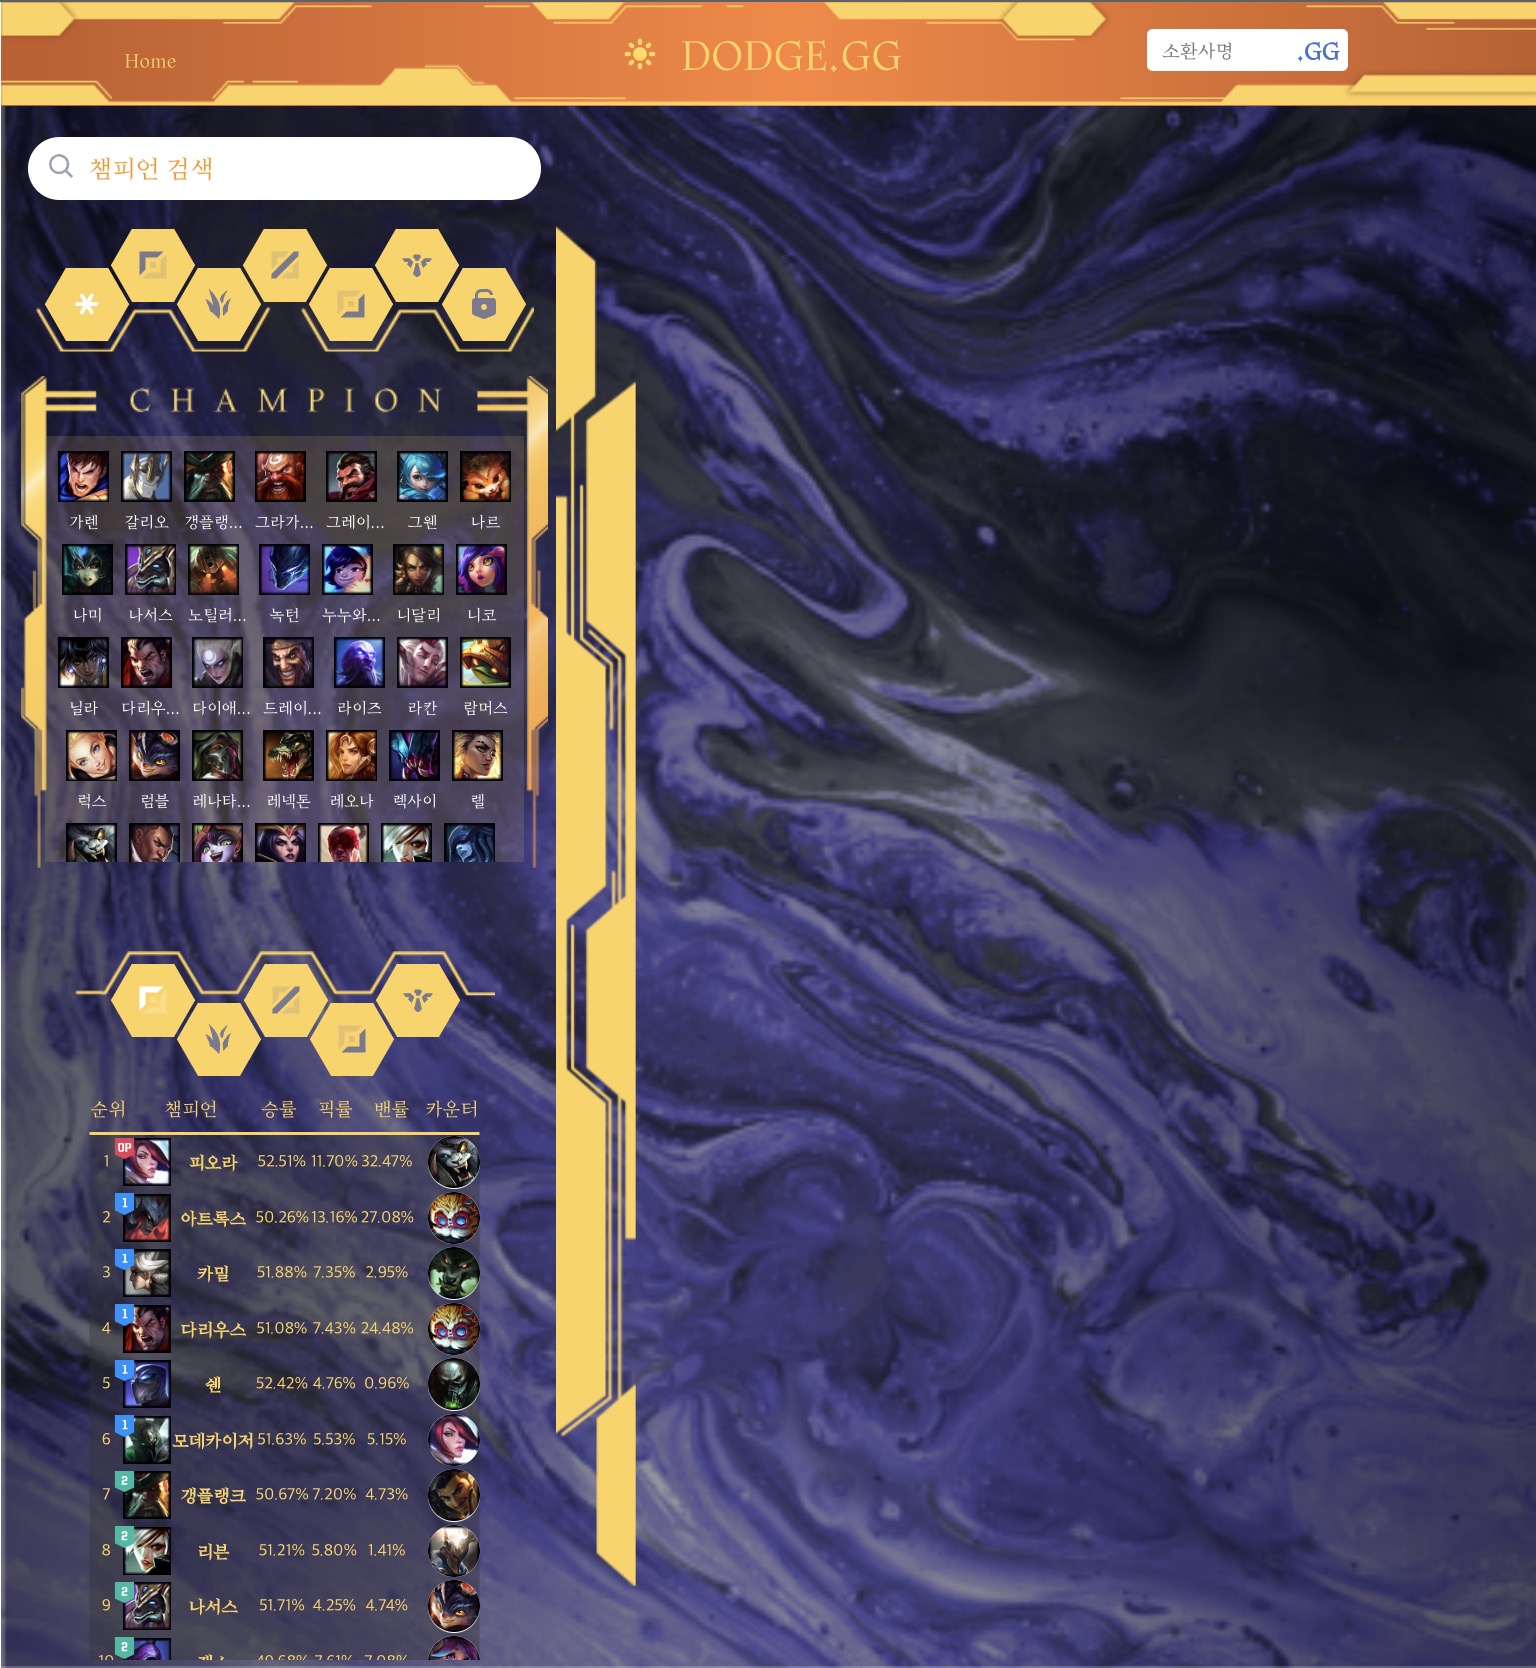 Home
DODGE.GG
소환사명 .GG
챔피언 검색
CHAMPION
가렌 갈리오 갱플랭... 그라가... 그레이... 그웬 나르
나미 나서스 노틸러... 녹턴 누누와... 니달리 니코
닐라 다리우... 다이애... 드레이... 라이즈 라칸 람머스
럭스 럼블 레나타... 레넥톤 레오나 렉사이 렐
순위 챔피언 승률 픽률 밴률 카운터
1 OP 피오라 52.51% 11.70% 32.47%
2 1 아트록스 50.26% 13.16% 27.08%
3 1 카밀 51.88% 7.35% 2.95%
4 1 다리우스 51.08% 7.43% 24.48%
5 1 쉔 52.42% 4.76% 0.96%
6 1 모데카이저 51.63% 5.53% 5.15%
7 2 갱플랭크 50.67% 7.20% 4.73%
8 2 리븐 51.21% 5.80% 1.41%
9 2 나서스 51.71% 4.25% 4.74%
10 2